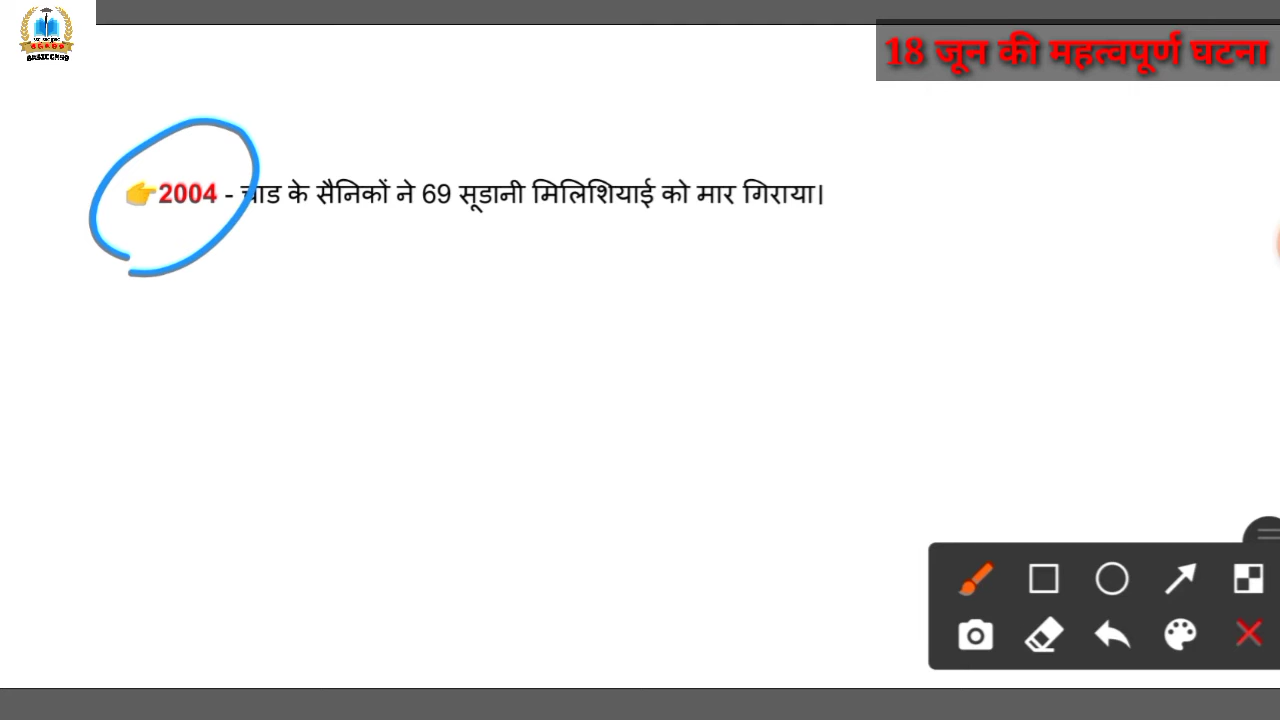 18 जून की महत्वपूर्ण घटना
👉2004 - चाड के सैनिकों ने 69 सूडानी मिलिशियाई को मार गिराया।